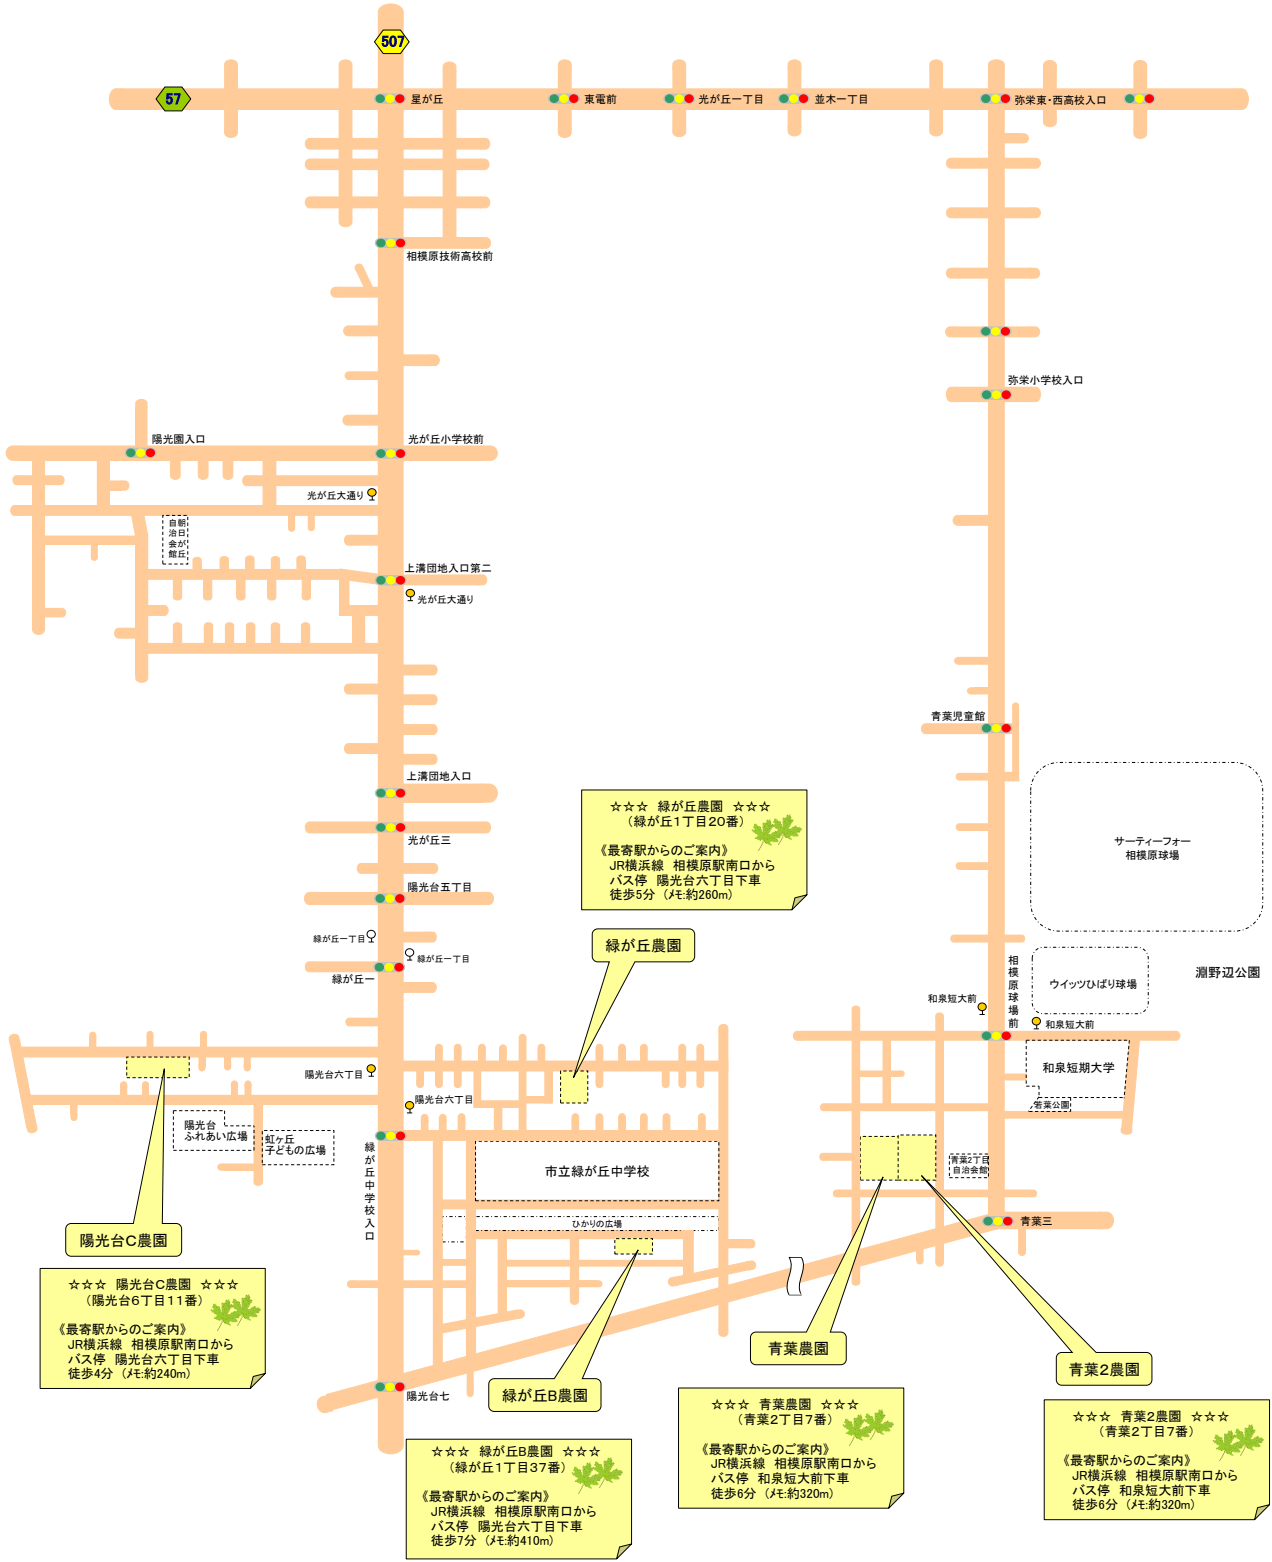 507
57
星が丘
東電前
光が丘一丁目
並木一丁目
弥栄東・西高校入口
相模原技術高校前
弥栄小学校入口
陽光園入口
光が丘小学校前
光が丘大通り
自治会館
朝日が丘
上溝団地入口第二
光が丘大通り
青葉児童館
上溝団地入口
光が丘三
陽光台五丁目
緑が丘一丁目
緑が丘一丁目
緑が丘一
☆☆☆ 緑が丘農園 ☆☆☆
(緑が丘1丁目20番)
《最寄駅からのご案内》
JR横浜線 相模原駅南口から
バス停 陽光台六丁目下車
徒歩5分 (メモ:約260m)
緑が丘農園
サーティーフォー
相模原球場
ウイッツひばり球場
淵野辺公園
相模原球場前
和泉短大前
和泉短大前
和泉短期大学
若葉公園
陽光台六丁目
陽光台六丁目
陽光台
ふれあい広場
虹ヶ丘
子どもの広場
緑が丘中学校入口
市立緑が丘中学校
ひかりの広場
青葉2丁目
自治会館
青葉三
陽光台C農園
☆☆☆ 陽光台C農園 ☆☆☆
(陽光台6丁目11番)
《最寄駅からのご案内》
JR横浜線 相模原駅南口から
バス停 陽光台六丁目下車
徒歩4分 (メモ:約240m)
陽光台七
緑が丘B農園
☆☆☆ 緑が丘B農園 ☆☆☆
(緑が丘1丁目37番)
《最寄駅からのご案内》
JR横浜線 相模原駅南口から
バス停 陽光台六丁目下車
徒歩7分 (メモ:約410m)
青葉農園
☆☆☆ 青葉農園 ☆☆☆
(青葉2丁目7番)
《最寄駅からのご案内》
JR横浜線 相模原駅南口から
バス停 和泉短大前下車
徒歩6分 (メモ:約320m)
青葉2農園
☆☆☆ 青葉2農園 ☆☆☆
(青葉2丁目7番)
《最寄駅からのご案内》
JR横浜線 相模原駅南口から
バス停 和泉短大前下車
徒歩6分 (メモ:約320m)